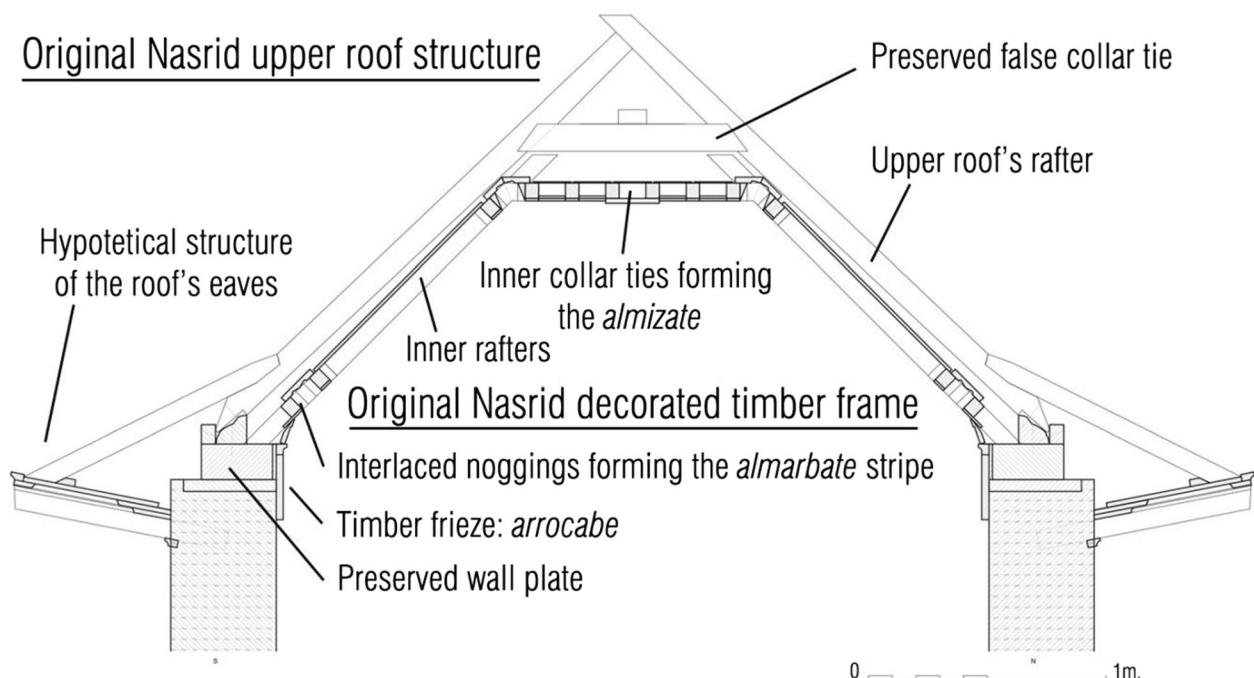 Original Nasrid upper roof structure
Preserved false collar tie
Upper roof's rafter
Hypotetical structure
of the roof's eaves
Inner collar ties forming
the almizate
Inner rafters
Original Nasrid decorated timber frame
Interlaced noggings forming the almarbate stripe
Timber frieze: arrocabe
Preserved wall plate
S
N
0
1m.